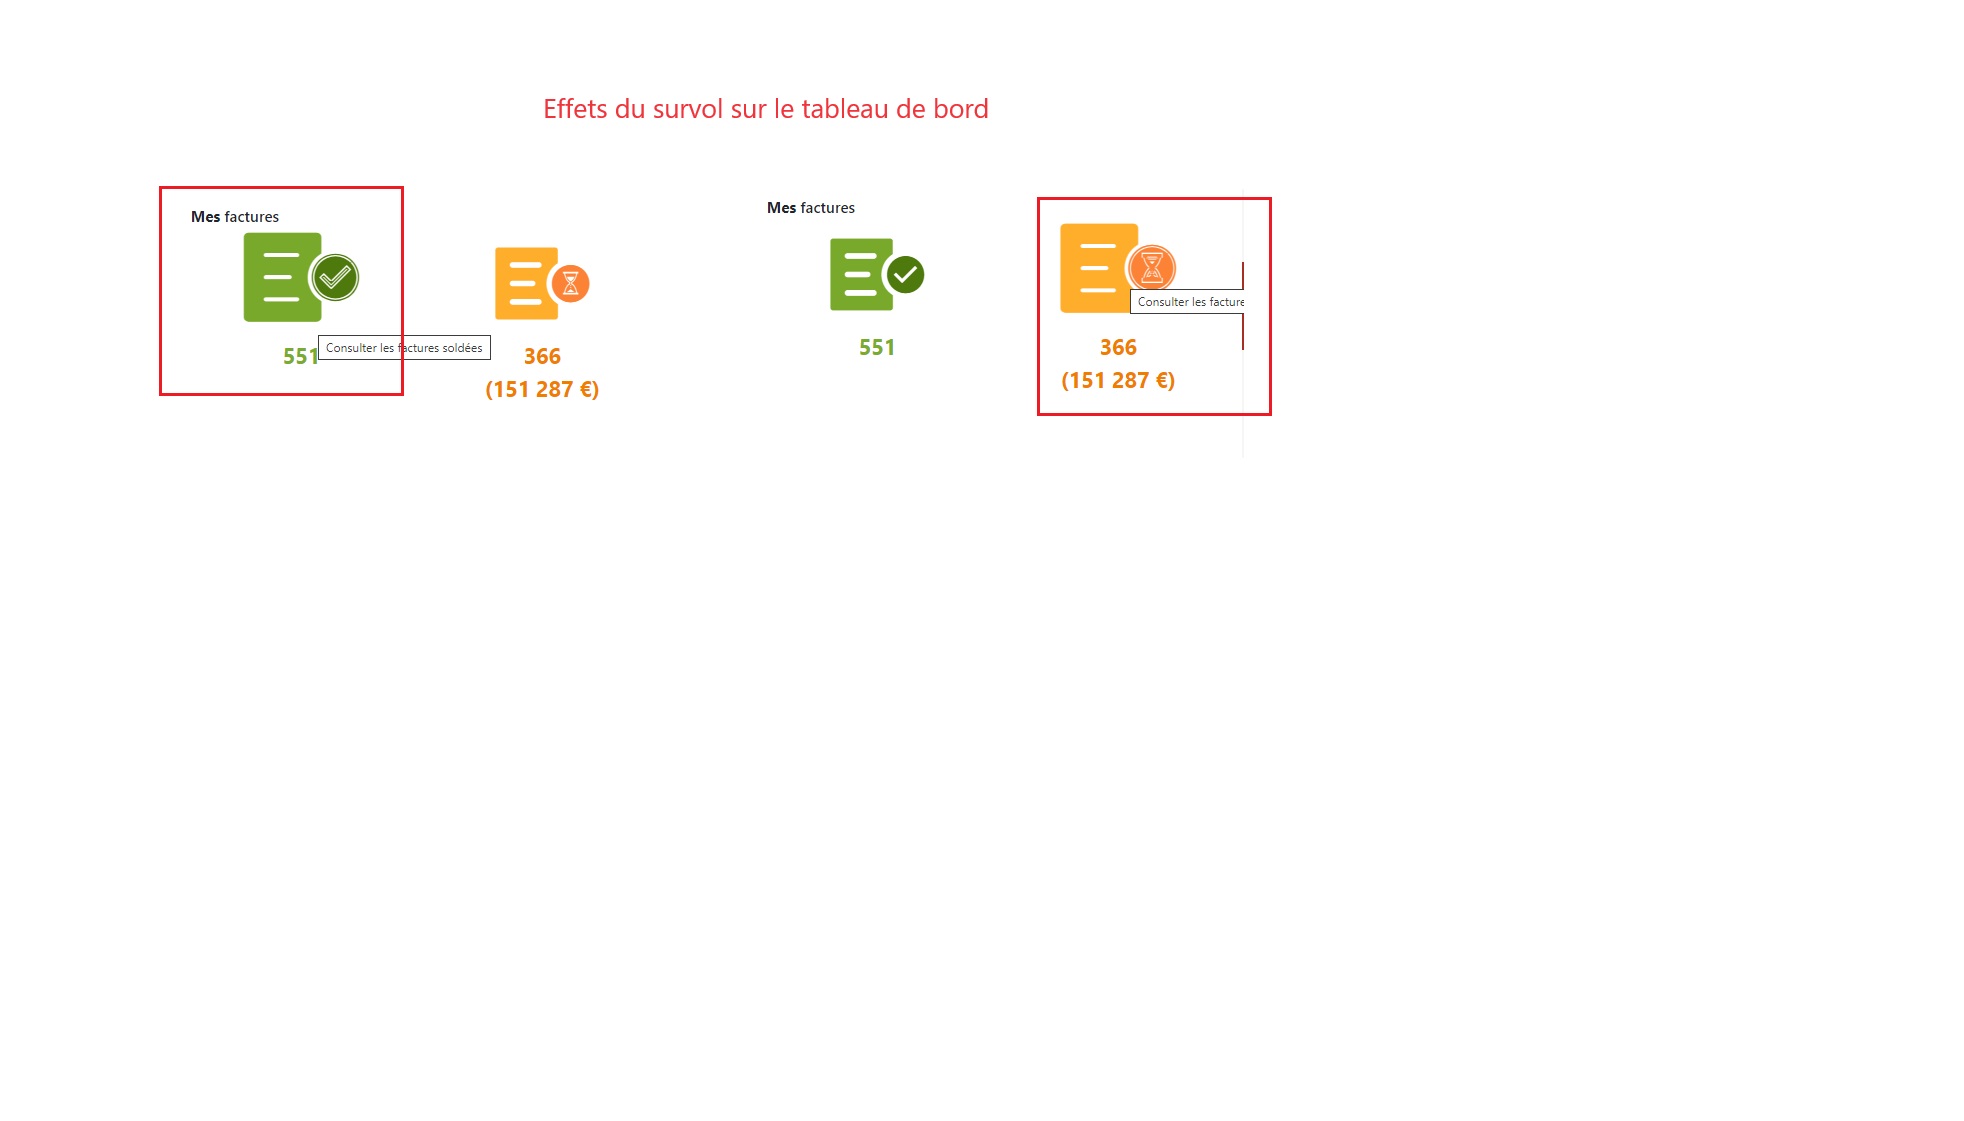 Effets du survol sur le tableau de bord
Mes factures
551
Consulter les factures soldées
366
(151 287 €)
Mes factures
551
Consulter les facture
366
(151 287 €)